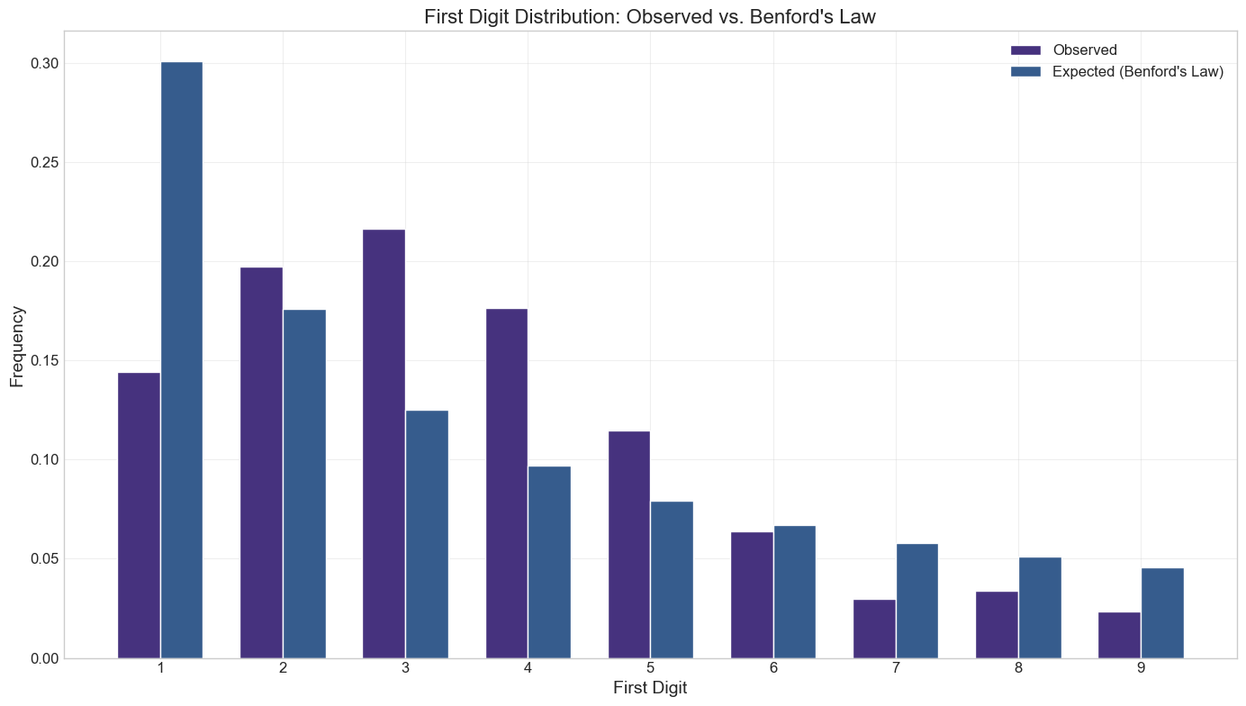 First Digit Distribution: Observed vs. Benford's Law
Observed
Expected (Benford's Law)
0.30
0.25
0.20
0.15
0.10
0.05
0.00
Frequency
1 2 3 4 5 6 7 8 9
First Digit